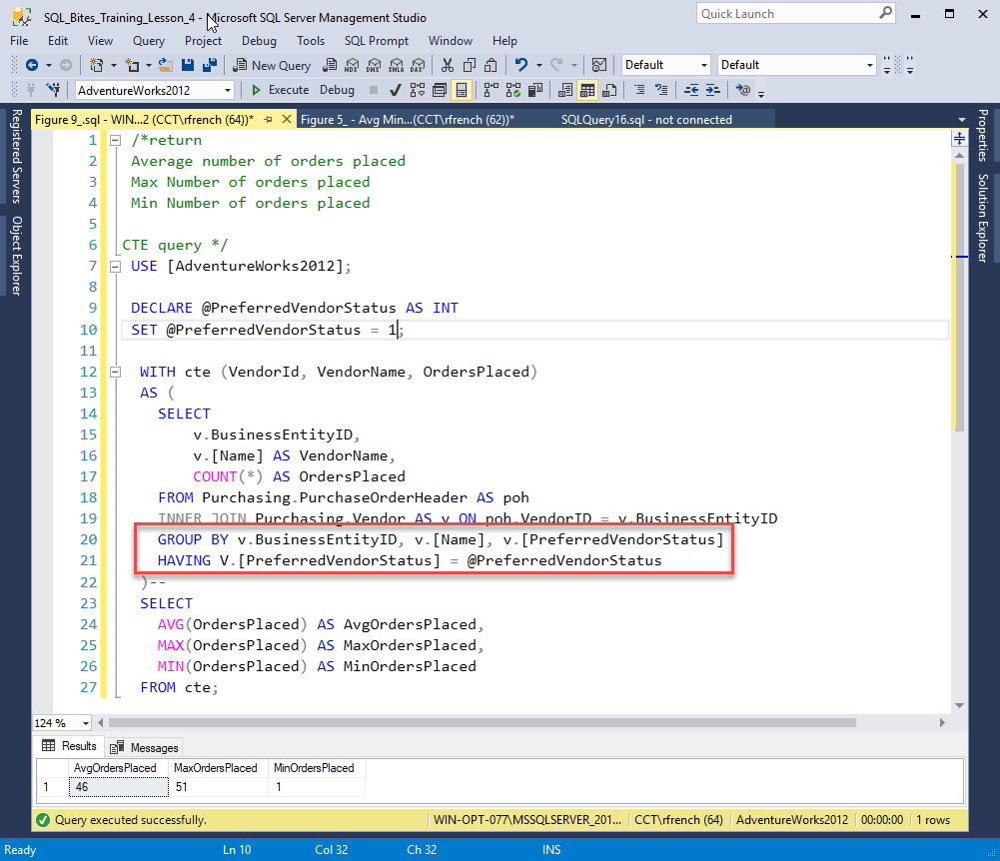 SQL_Bites_Training_Lesson_4 - Microsoft SQL Server Management Studio
Quick Launch
File Edit View Query Project Debug Tools SQL Prompt Window Help
New Query MDX DMX XMLA DAX Default Default
AdventureWorks2012 Execute Debug
Figure 9_.sql - WIN...2 (CCT\rfrench (64))* Figure 5_ - Avg Min...(CCT\rfrench (62))* SQLQuery16.sql - not connected
Registered Servers
Object Explorer
Properties
Solution Explorer
1 /*return
2 Average number of orders placed
3 Max Number of orders placed
4 Min Number of orders placed
5
6 CTE query */
7 USE [AdventureWorks2012];
8
9 DECLARE @PreferredVendorStatus AS INT
10 SET @PreferredVendorStatus = 1;
11
12 WITH cte (VendorId, VendorName, OrdersPlaced)
13 AS (
14 SELECT
15 v.BusinessEntityID,
16 v.[Name] AS VendorName,
17 COUNT(*) AS OrdersPlaced
18 FROM Purchasing.PurchaseOrderHeader AS poh
19 INNER JOIN Purchasing.Vendor AS v ON poh.VendorID = v.BusinessEntityID
20 GROUP BY v.BusinessEntityID, v.[Name], v.[PreferredVendorStatus]
21 HAVING V.[PreferredVendorStatus] = @PreferredVendorStatus
22 )--
23 SELECT
24 AVG(OrdersPlaced) AS AvgOrdersPlaced,
25 MAX(OrdersPlaced) AS MaxOrdersPlaced,
26 MIN(OrdersPlaced) AS MinOrdersPlaced
27 FROM cte;
124 %
Results Messages
AvgOrdersPlaced MaxOrdersPlaced MinOrdersPlaced
1 46 51 1
Query executed successfully. WIN-OPT-077\MSSQLSERVER_201... CCT\rfrench (64) AdventureWorks2012 00:00:00 1 rows
Ready Ln 10 Col 32 Ch 32 INS